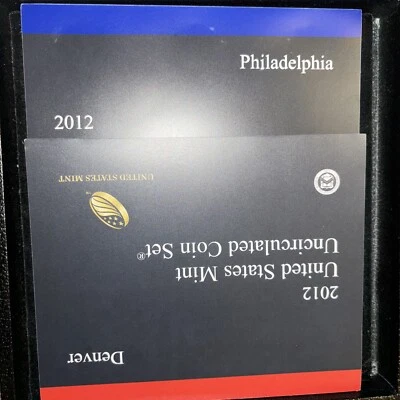 Philadelphia
2012
UNITED STATES MINT
2012
United States Mint
Uncirculated Coin Set®
Denver